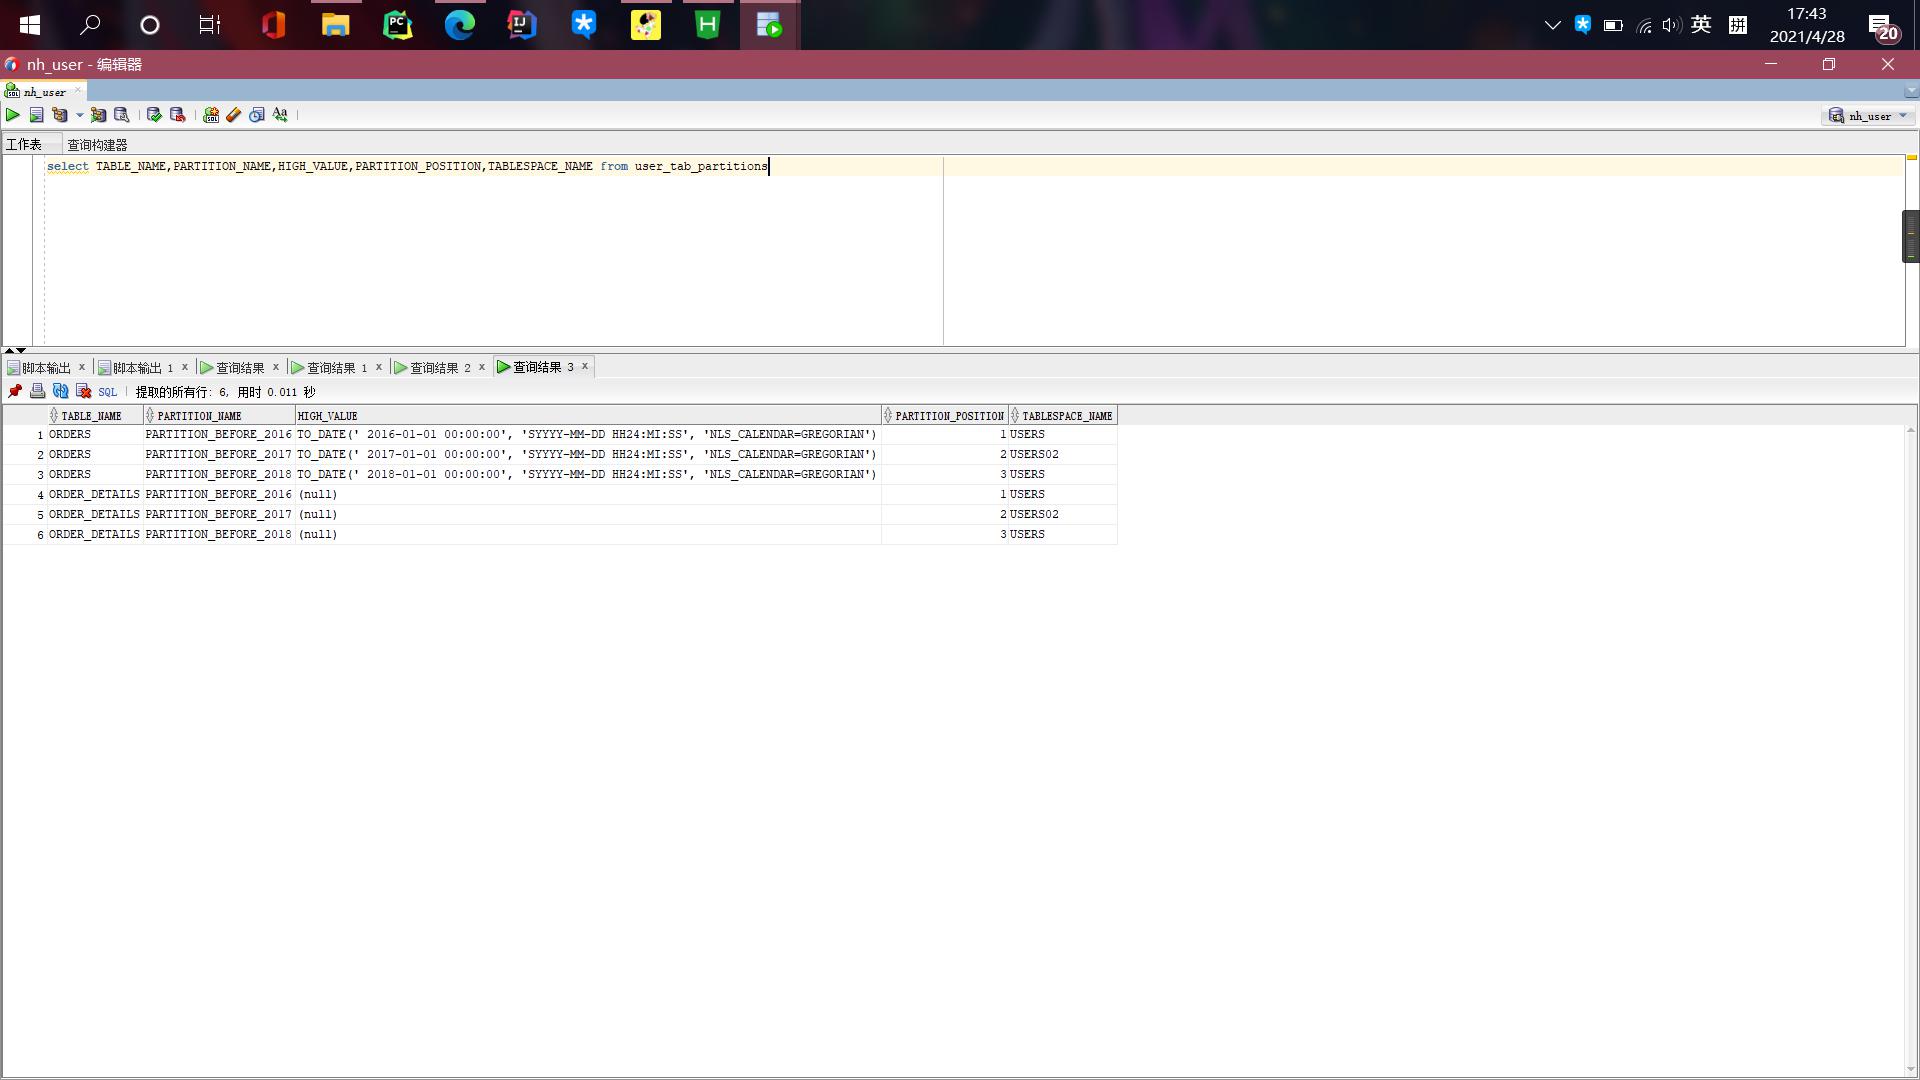 17:43
英 拼
2021/4/28
20
nh_user - 编辑器
nh_user
nh_user
工作表 查询构建器
select TABLE_NAME,PARTITION_NAME,HIGH_VALUE,PARTITION_POSITION,TABLESPACE_NAME from user_tab_partitions
脚本输出 × 脚本输出 1 × 查询结果 × 查询结果 1 × 查询结果 2 × 查询结果 3 ×
SQL 提取的所有行: 6, 用时 0.011 秒
TABLE_NAME PARTITION_NAME HIGH_VALUE PARTITION_POSITION TABLESPACE_NAME
1 ORDERS PARTITION_BEFORE_2016 TO_DATE(' 2016-01-01 00:00:00', 'SYYYY-MM-DD HH24:MI:SS', 'NLS_CALENDAR=GREGORIAN') 1 USERS
2 ORDERS PARTITION_BEFORE_2017 TO_DATE(' 2017-01-01 00:00:00', 'SYYYY-MM-DD HH24:MI:SS', 'NLS_CALENDAR=GREGORIAN') 2 USERS02
3 ORDERS PARTITION_BEFORE_2018 TO_DATE(' 2018-01-01 00:00:00', 'SYYYY-MM-DD HH24:MI:SS', 'NLS_CALENDAR=GREGORIAN') 3 USERS
4 ORDER_DETAILS PARTITION_BEFORE_2016 (null) 1 USERS
5 ORDER_DETAILS PARTITION_BEFORE_2017 (null) 2 USERS02
6 ORDER_DETAILS PARTITION_BEFORE_2018 (null) 3 USERS